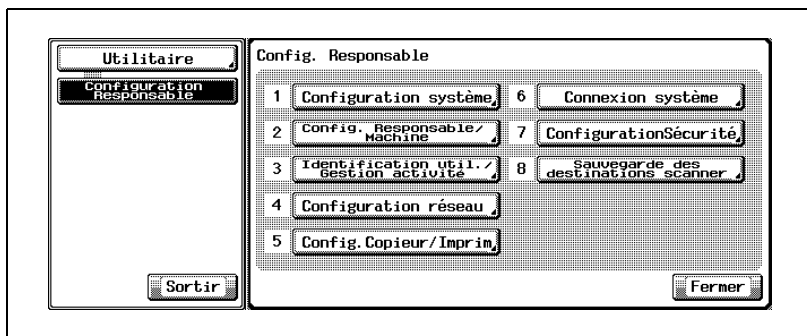 Utilitaire
Configuration
Responsable
Sortir
Config. Responsable
1 Configuration système
2 Config. Responsable/
Machine
3 Identification util./
Gestion activité
4 Configuration réseau
5 Config.Copieur/Imprim
6 Connexion système
7 ConfigurationSécurité
8 Sauvegarde des
destinations scanner
Fermer